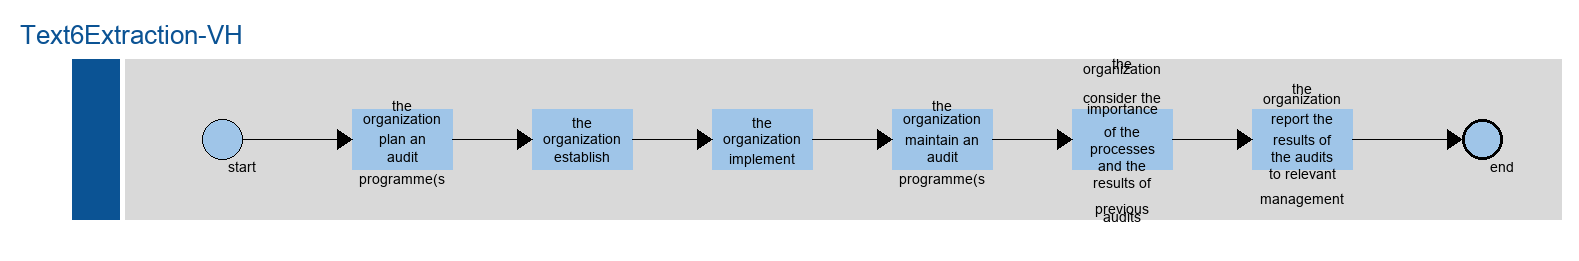 Text6Extraction-VH
start
the
organization
plan an
audit
programme(s
the
organization
establish
the
organization
implement
the
organization
maintain an
audit
programme(s
the
organization
consider the
importance
of the
processes
and the
results of
previous
audits
the
organization
report the
results of
the audits
to relevant
management
end